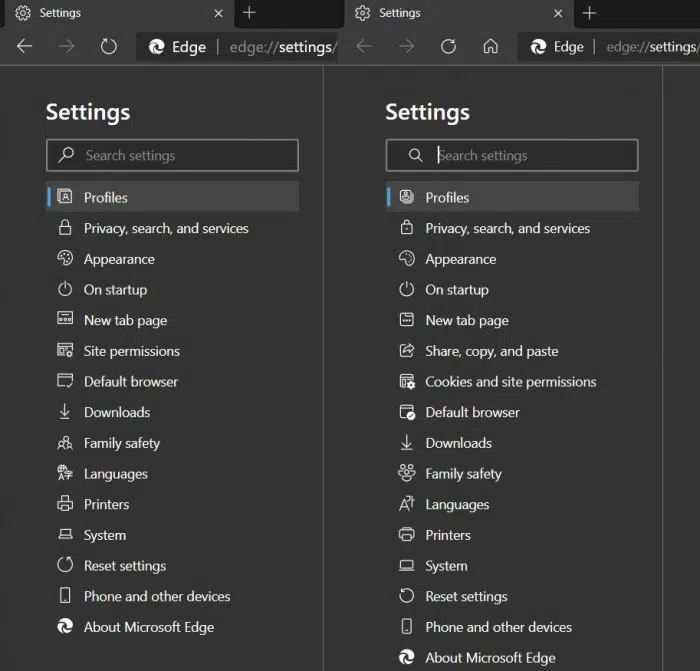 Settings
Edge | edge://settings/
Settings
Search settings
Profiles
Privacy, search, and services
Appearance
On startup
New tab page
Site permissions
Default browser
Downloads
Family safety
Languages
Printers
System
Reset settings
Phone and other devices
About Microsoft Edge
Settings
Edge | edge://settings/
Settings
Search settings
Profiles
Privacy, search, and services
Appearance
On startup
New tab page
Share, copy, and paste
Cookies and site permissions
Default browser
Downloads
Family safety
Languages
Printers
System
Reset settings
Phone and other devices
About Microsoft Edge